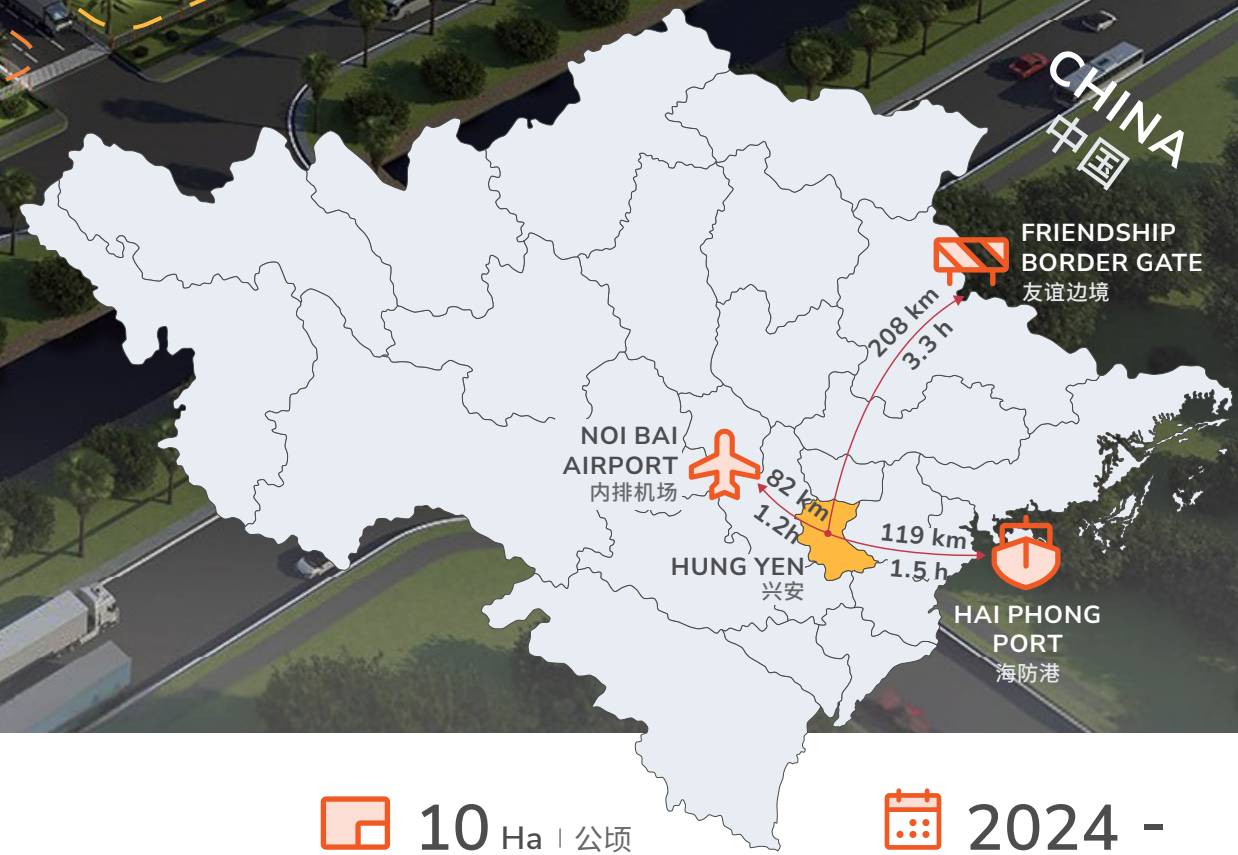 CHINA
中国
FRIENDSHIP
BORDER GATE
友谊边境
208 km
3.3 h
NOI BAI
AIRPORT
内排机场
82 km
1.2h
119 km
1.5 h
HUNG YEN
兴安
HAI PHONG
PORT
海防港
10 Ha | 公顷
2024 -